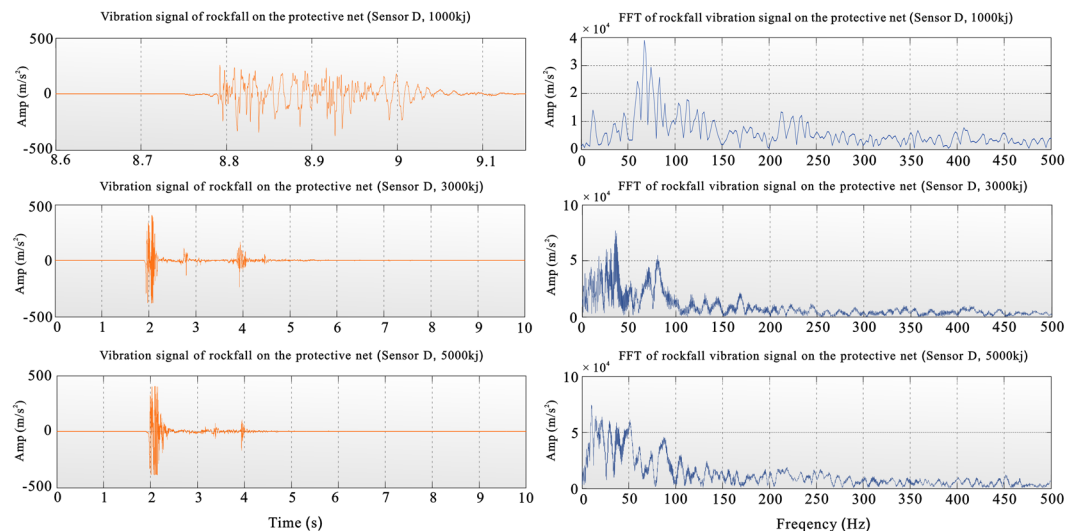 Vibration signal of rockfall on the protective net (Sensor D, 1000kj)
500
0
-500
Amp (m/s²)
8.6 8.7 8.8 8.9 9 9.1
FFT of rockfall vibration signal on the protective net (Sensor D, 1000kj)
× 10⁴
4
3
2
1
0
Amp (m/s²)
0 50 100 150 200 250 300 350 400 450 500
Vibration signal of rockfall on the protective net (Sensor D, 3000kj)
500
0
-500
Amp (m/s²)
0 1 2 3 4 5 6 7 8 9 10
FFT of rockfall vibration signal on the protective net (Sensor D, 3000kj)
× 10⁴
10
5
0
Amp (m/s²)
0 50 100 150 200 250 300 350 400 450 500
Vibration signal of rockfall on the protective net (Sensor D, 5000kj)
500
0
-500
Amp (m/s²)
0 1 2 3 4 5 6 7 8 9 10
Time (s)
FFT of rockfall vibration signal on the protective net (Sensor D, 5000kj)
× 10⁴
10
5
0
Amp (m/s²)
0 50 100 150 200 250 300 350 400 450 500
Freqency (Hz)